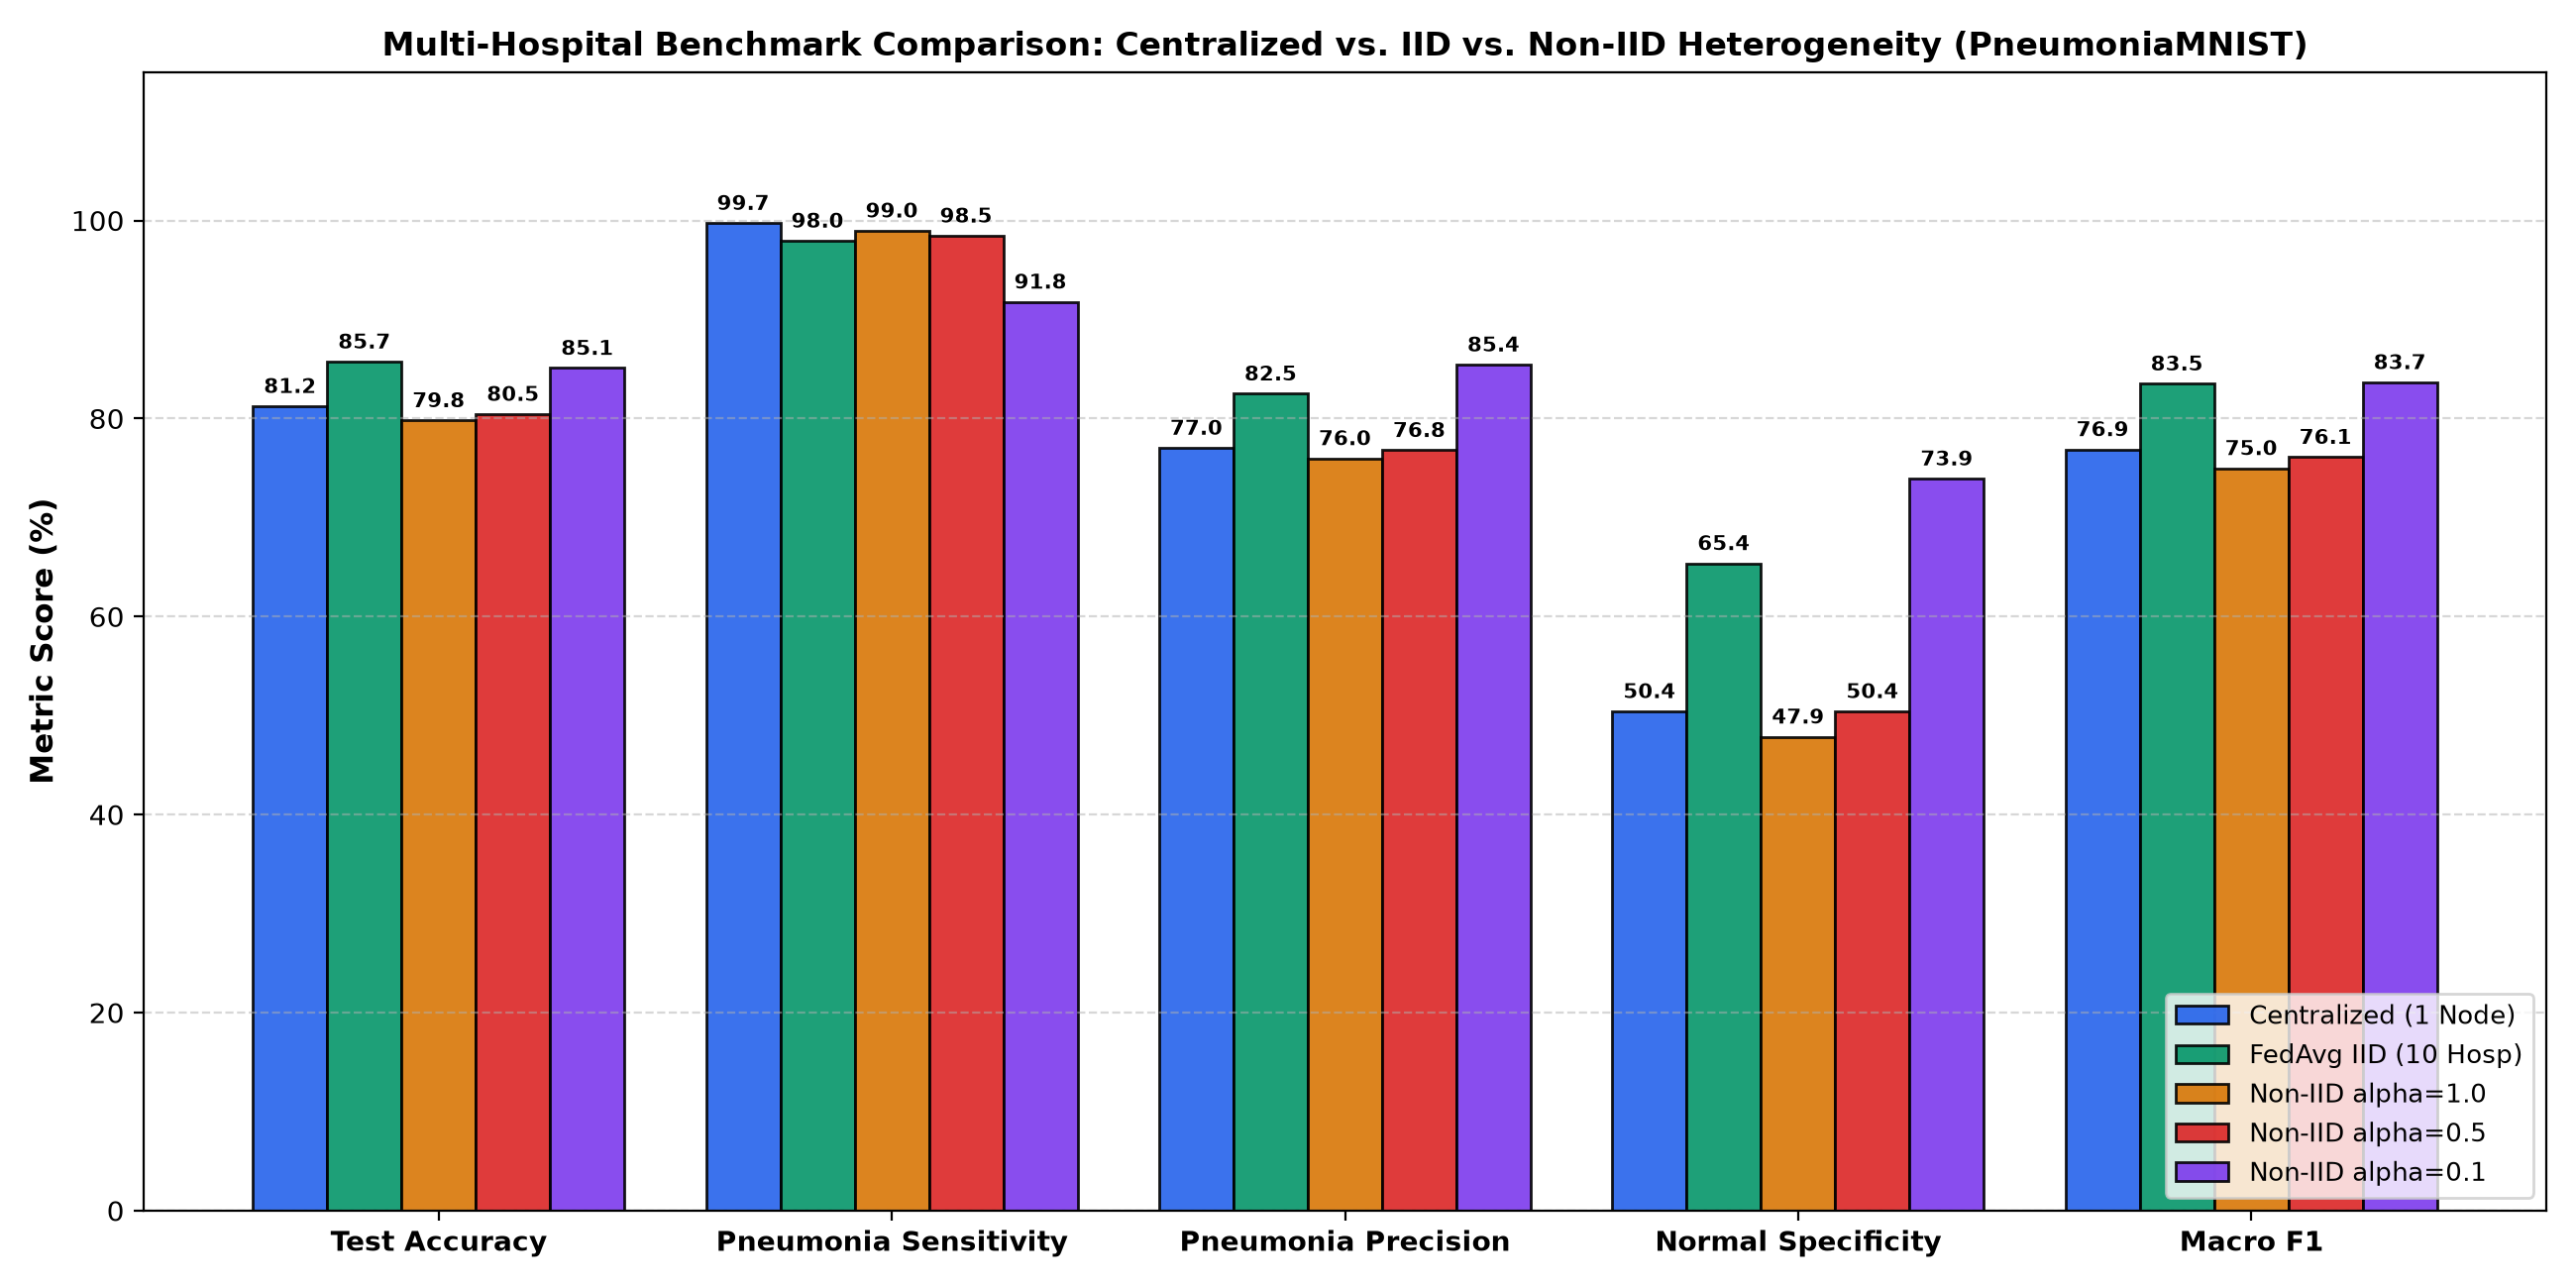 Multi-Hospital Benchmark Comparison: Centralized vs. IID vs. Non-IID Heterogeneity (PneumoniaMNIST)
Metric Score (%)
100
80
60
40
20
0
81.2
85.7
79.8
80.5
85.1
99.7
98.0
99.0
98.5
91.8
77.0
82.5
76.0
76.8
85.4
50.4
65.4
47.9
50.4
73.9
76.9
83.5
75.0
76.1
83.7
Test Accuracy
Pneumonia Sensitivity
Pneumonia Precision
Normal Specificity
Macro F1
Centralized (1 Node)
FedAvg IID (10 Hosp)
Non-IID alpha=1.0
Non-IID alpha=0.5
Non-IID alpha=0.1